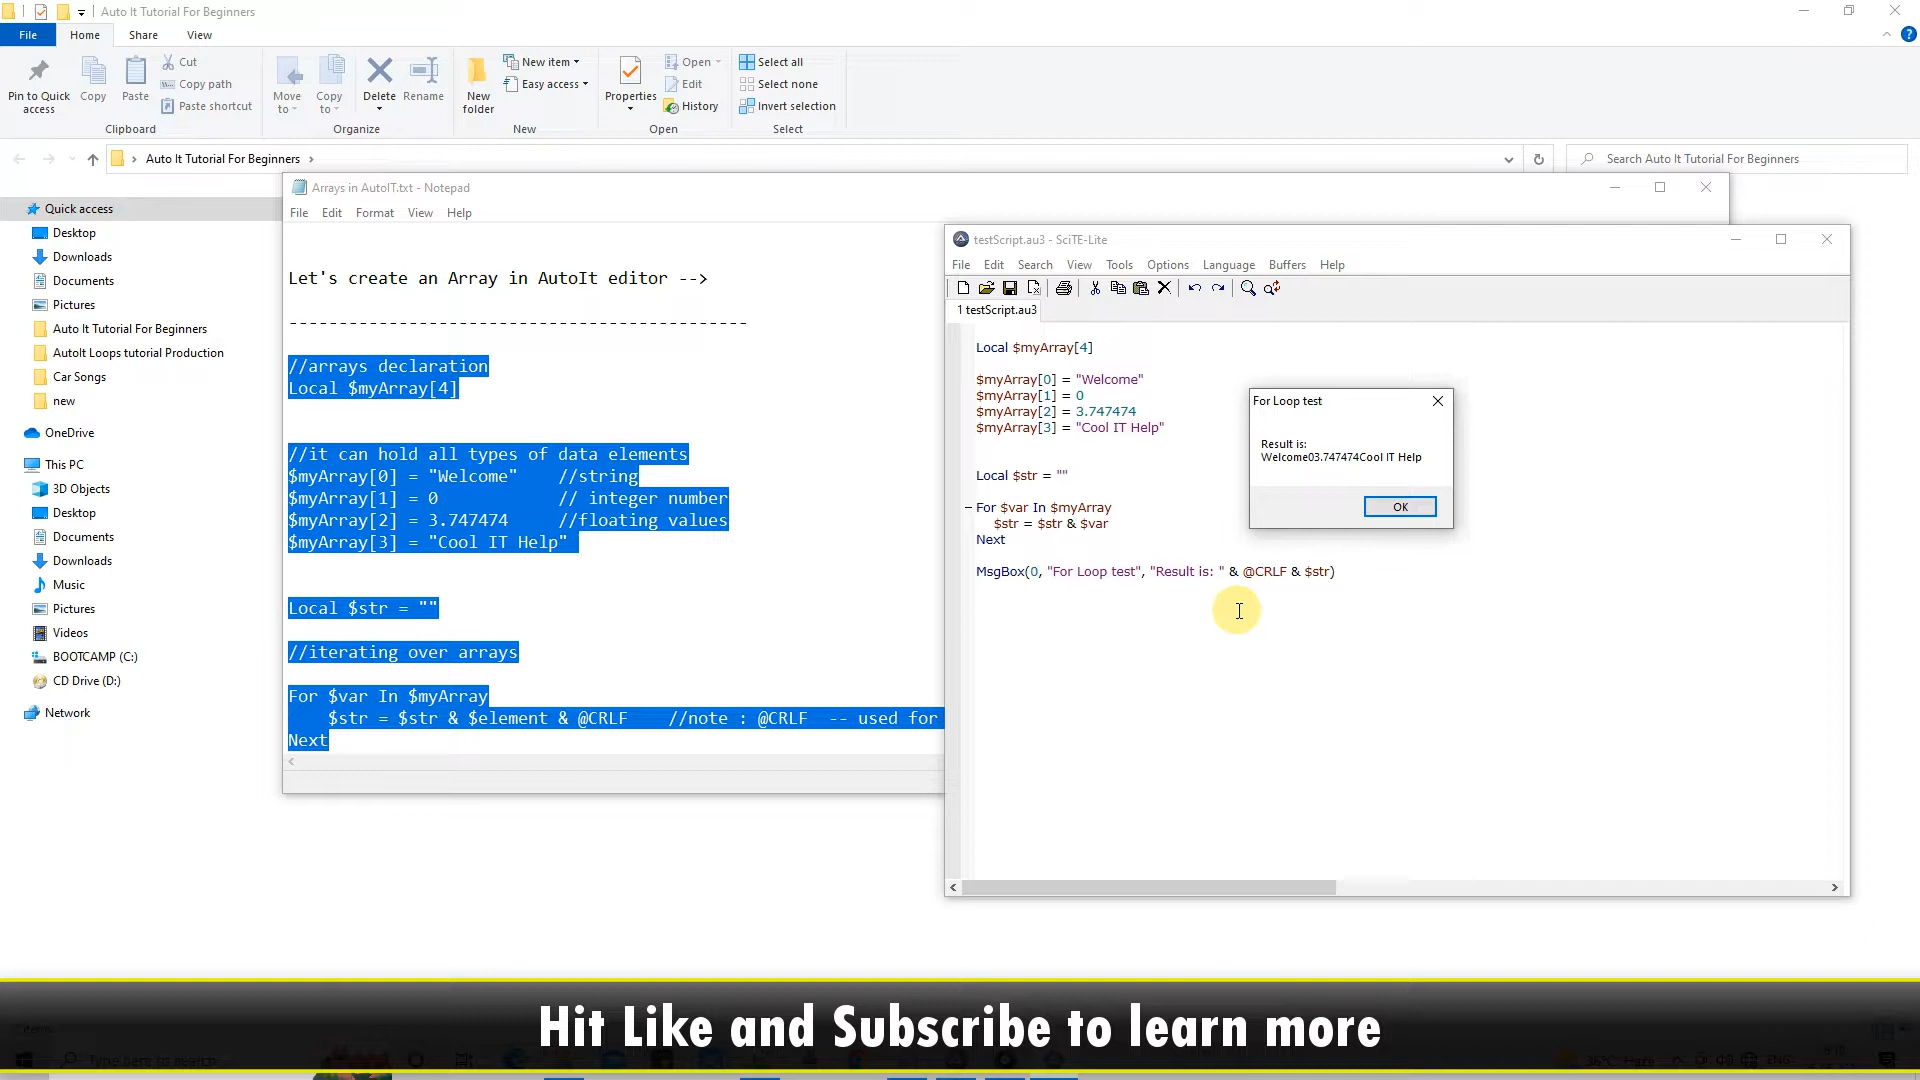 Auto It Tutorial For Beginners
File Home Share View
Pin to Quick access
Copy
Paste
Cut
Copy path
Paste shortcut
Clipboard
Move to
Copy to
Delete
Rename
Organize
New folder
New item
Easy access
New
Properties
Open
Edit
History
Open
Select all
Select none
Invert selection
Select
Auto It Tutorial For Beginners
Search Auto It Tutorial For Beginners
Quick access
Desktop
Downloads
Documents
Pictures
Auto It Tutorial For Beginners
AutoIt Loops tutorial Production
Car Songs
new
OneDrive
This PC
3D Objects
Desktop
Documents
Downloads
Music
Pictures
Videos
BOOTCAMP (C:)
CD Drive (D:)
Network
Arrays in AutoIT.txt - Notepad
File Edit Format View Help
Let's create an Array in AutoIt editor -->
----------------------------------------------
//arrays declaration
Local $myArray[4]
//it can hold all types of data elements
$myArray[0] = "Welcome" //string
$myArray[1] = 0 // integer number
$myArray[2] = 3.747474 //floating values
$myArray[3] = "Cool IT Help"
Local $str = ""
//iterating over arrays
For $var In $myArray
$str = $str & $element & @CRLF //note : @CRLF -- used for
Next
testScript.au3 - SciTE-Lite
File Edit Search View Tools Options Language Buffers Help
1 testScript.au3
Local $myArray[4]
$myArray[0] = "Welcome"
$myArray[1] = 0
$myArray[2] = 3.747474
$myArray[3] = "Cool IT Help"
Local $str = ""
For $var In $myArray
$str = $str & $var
Next
MsgBox(0, "For Loop test", "Result is: " & @CRLF & $str)
For Loop test
Result is:
Welcome03.747474Cool IT Help
OK
Hit Like and Subscribe to learn more
Type here to search